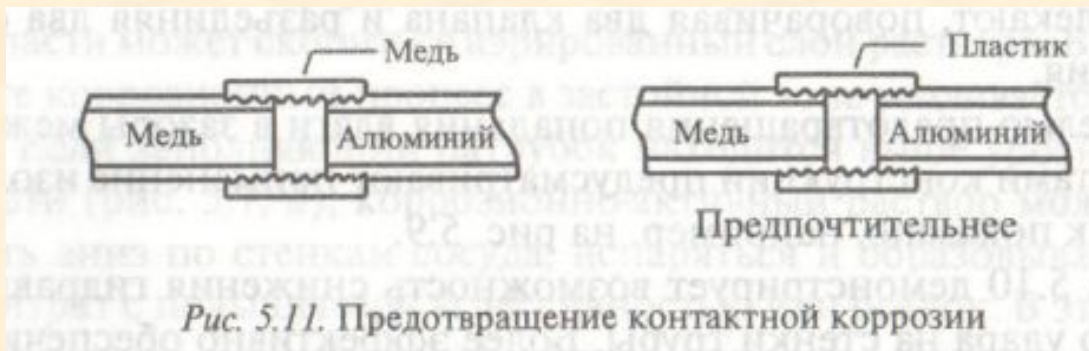 Медь
Пластик
Медь
Алюминий
Медь
Алюминий
Предпочтительнее
Рис. 5.11. Предотвращение контактной коррозии